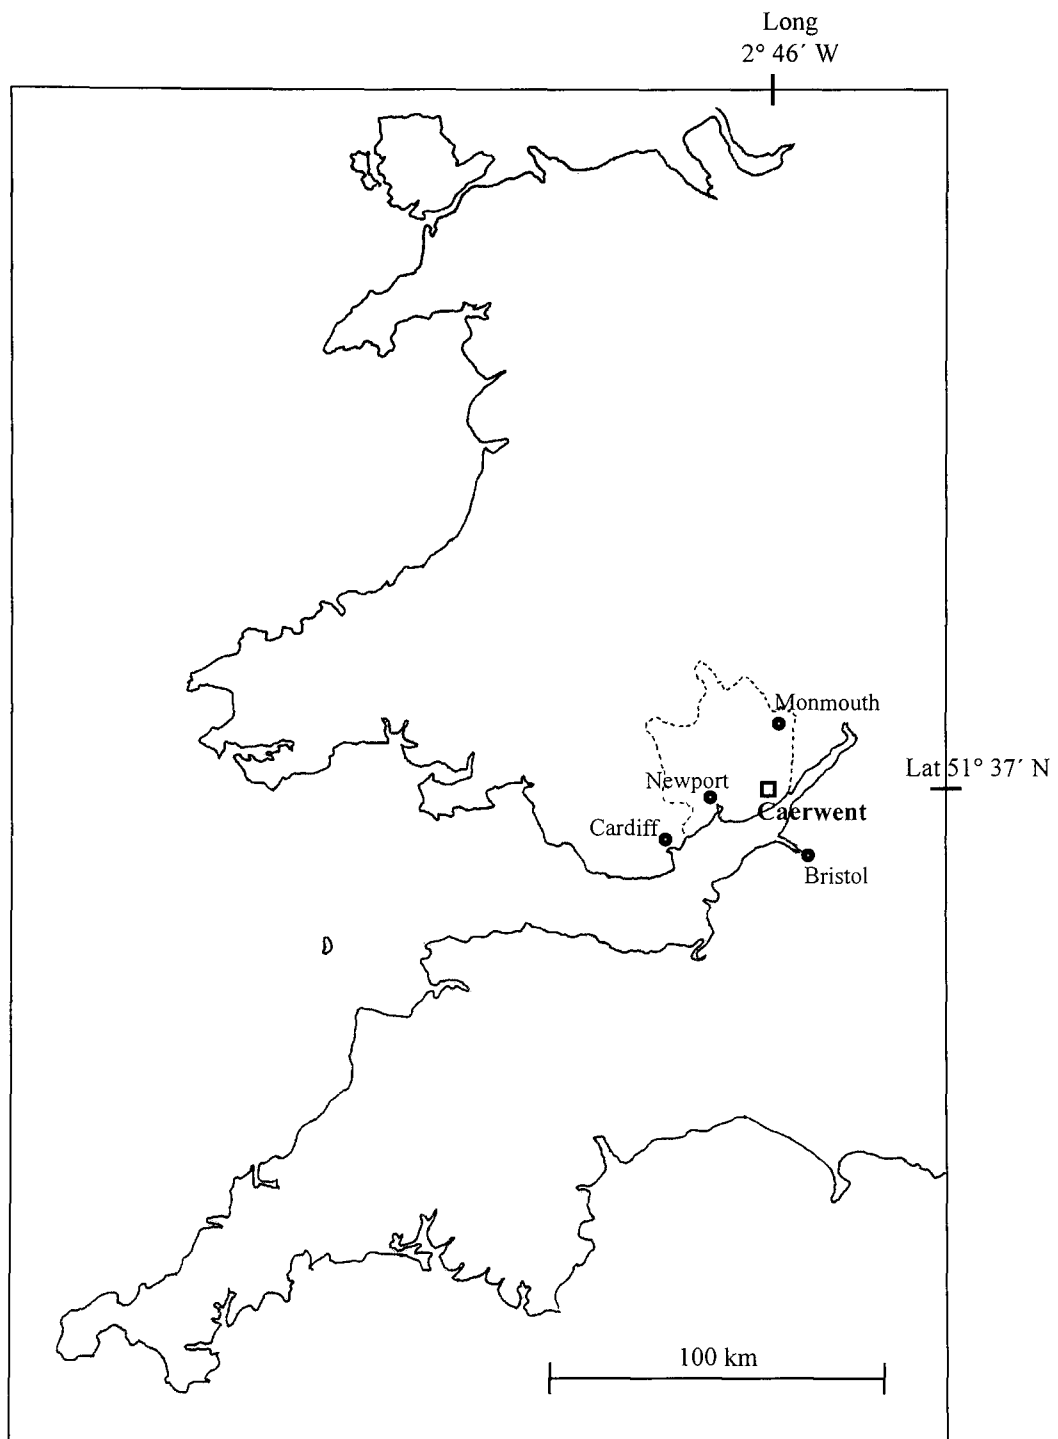 Long
2° 46´ W
Monmouth
Lat 51° 37´ N
Newport
Caerwent
Cardiff
Bristol
100 km